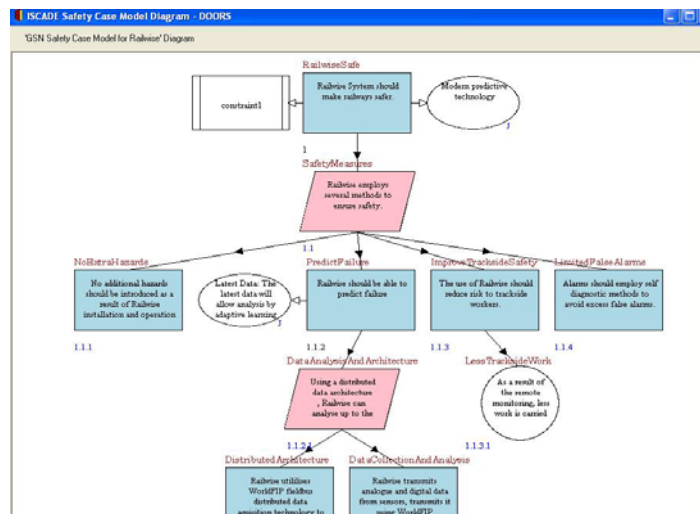 ISCADE Safety Case Model Diagram - DOORS
'GSN Safety Case Model for Railwise' Diagram
RailwiseSafe
Railwise System should
make railways safer.
constraint1
Modern predictive
technology
J
1
SafetyMeasures
Railwise employs
several methods to
ensure safety.
1.1
NoExtraHazards
No additional hazards
should be introduced as a
result of Railwise
installation and operation
1.1.1
Latest Data: The
latest data will
allow analysis by
adaptive learning
J
PredictFailure
Railwise should be able to
predict failure
1.1.2
ImproveTracksideSafety
The use of Railwise should
reduce risk to trackside
workers.
1.1.3
LimitedFalseAlarms
Alarms should employ self
diagnostic methods to
avoid excess false alarms.
1.1.4
DataAnalysisAndArchitecture
Using a distributed
data architecture
, Railwise can
analyse up to the
1.1.2.1
LessTracksideWork
As a result of
the remote
monitoring, less
work is carried
1.1.3.1
DistributedArchitecture
Railwise utilises
WorldFIP fieldbus
distributed data
aquisition technology to
DataCollectionAndAnalysis
Railwise transmits
analogue and digital data
from sensors, transmits it
using WorldFIP